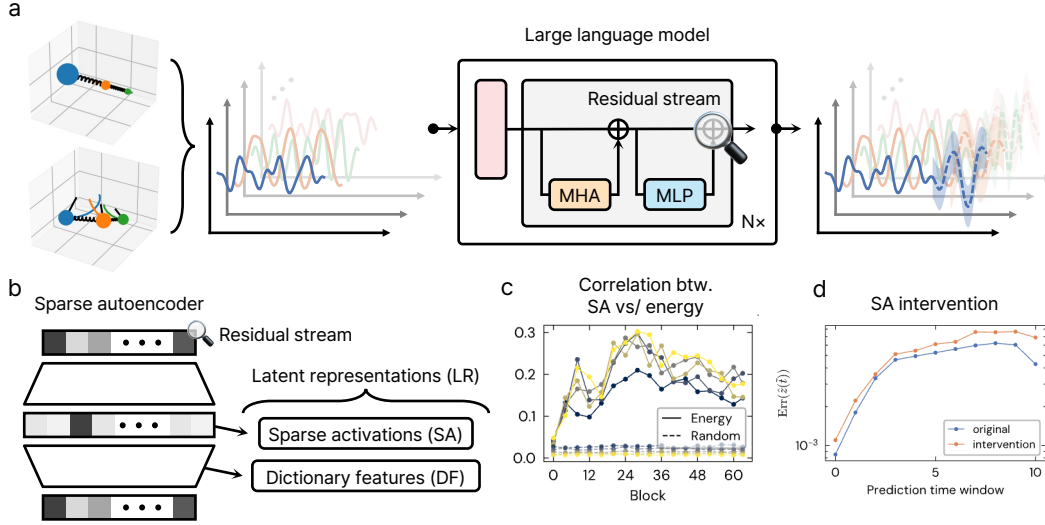 a
Large language model
Residual stream
MHA
MLP
N×
b
Sparse autoencoder
Residual stream
Latent representations (LR)
Sparse activations (SA)
Dictionary features (DF)
c
Correlation btw.
SA vs/ energy
0.3
0.2
0.1
0.0
Energy
Random
0 12 24 36 48 60
Block
d
SA intervention
Err(ẑ(t̂))
10⁻³
original
intervention
0 5 10
Prediction time window